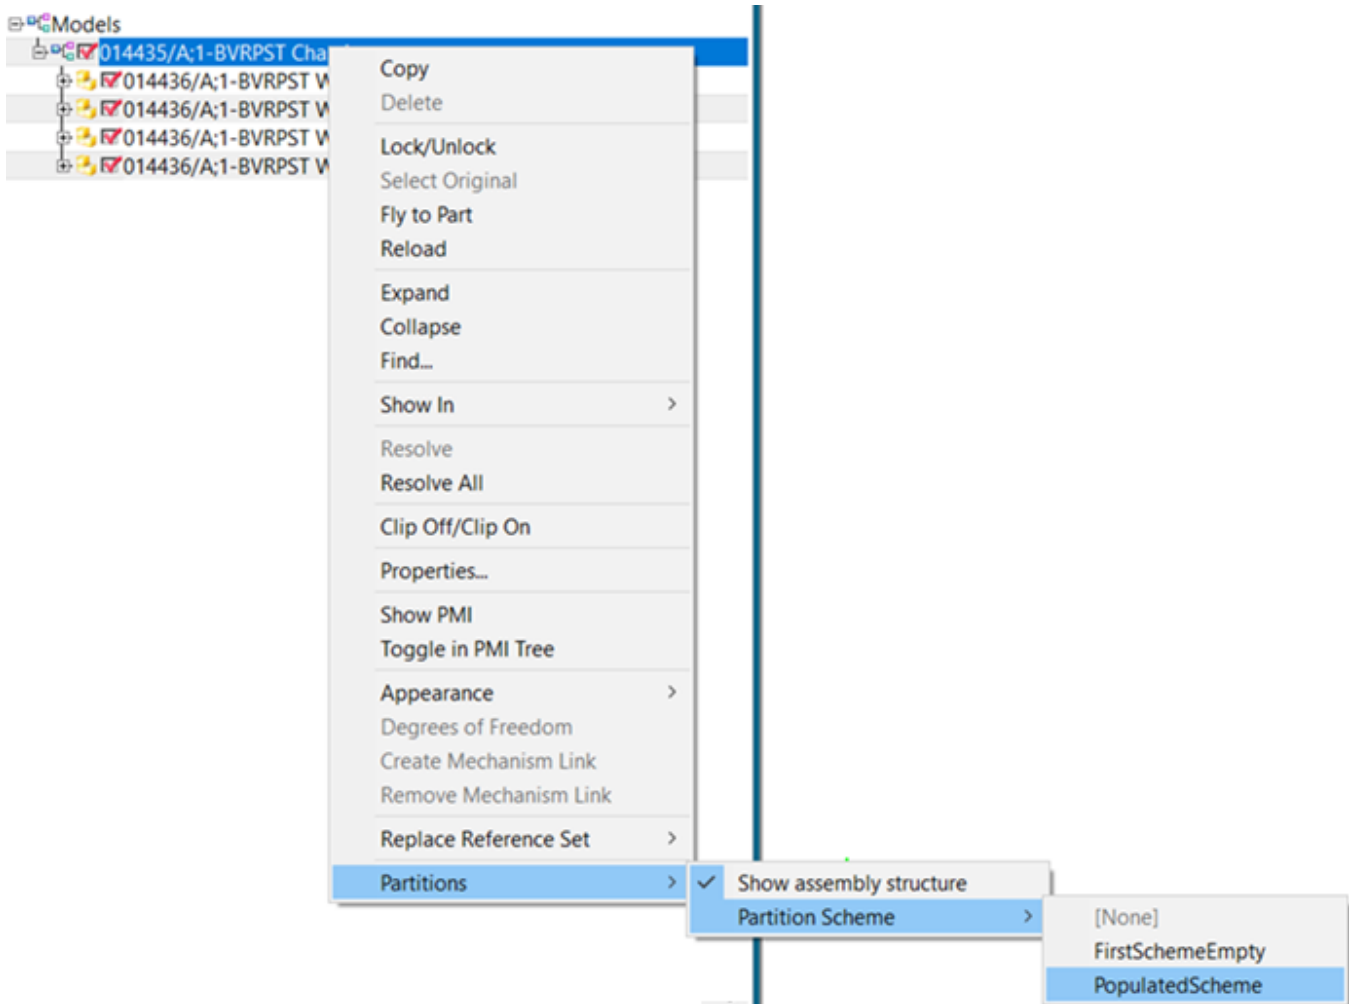 Models
014435/A;1-BVRPST
014436/A;1-BVRPST
014436/A;1-BVRPST
014436/A;1-BVRPST
014436/A;1-BVRPST
Copy
Delete
Lock/Unlock
Select Original
Fly to Part
Reload
Expand
Collapse
Find...
Show In
Resolve
Resolve All
Clip Off/Clip On
Properties...
Show PMI
Toggle in PMI Tree
Appearance
Degrees of Freedom
Create Mechanism Link
Remove Mechanism Link
Replace Reference Set
Partitions
Show assembly structure
Partition Scheme
[None]
FirstSchemeEmpty
PopulatedScheme